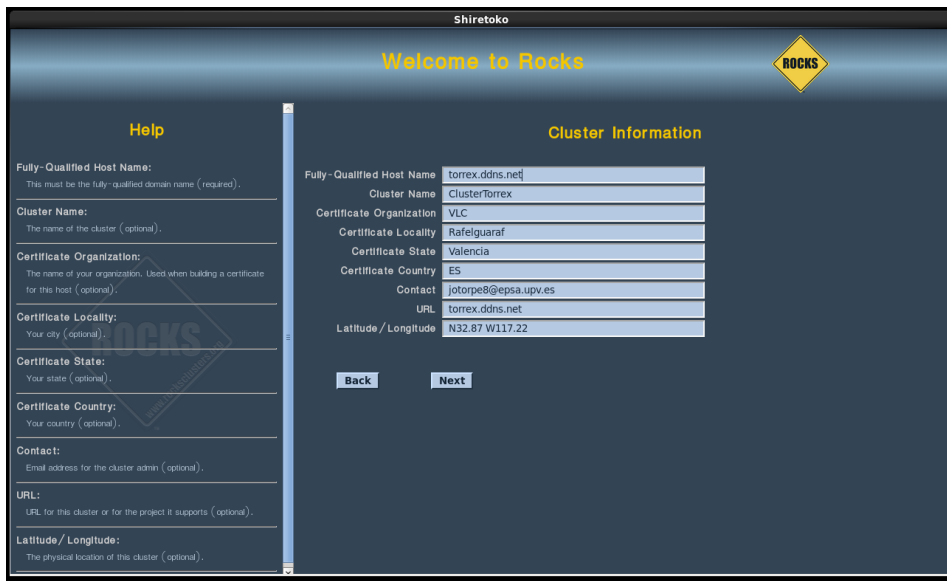 Shiretoko
Welcome to Rocks
ROCKS
Help
Fully-Qualified Host Name:
This must be the fully-qualified domain name (required).
Cluster Name:
The name of the cluster (optional).
Certificate Organization:
The name of your organization. Used when building a certificate
for this host (optional).
Certificate Locality:
Your city (optional).
Certificate State:
Your state (optional).
Certificate Country:
Your country (optional).
Contact:
Email address for the cluster admin (optional).
URL:
URL for this cluster or for the project it supports (optional).
Latitude/Longitude:
The physical location of this cluster (optional).
ROCKS
www.rocksclusters.org
Cluster Information
Fully-Qualified Host Name torrex.ddns.net
Cluster Name ClusterTorrex
Certificate Organization VLC
Certificate Locality Rafelguaraf
Certificate State Valencia
Certificate Country ES
Contact jotorpe8@epsa.upv.es
URL torrex.ddns.net
Latitude/Longitude N32.87 W117.22
Back Next